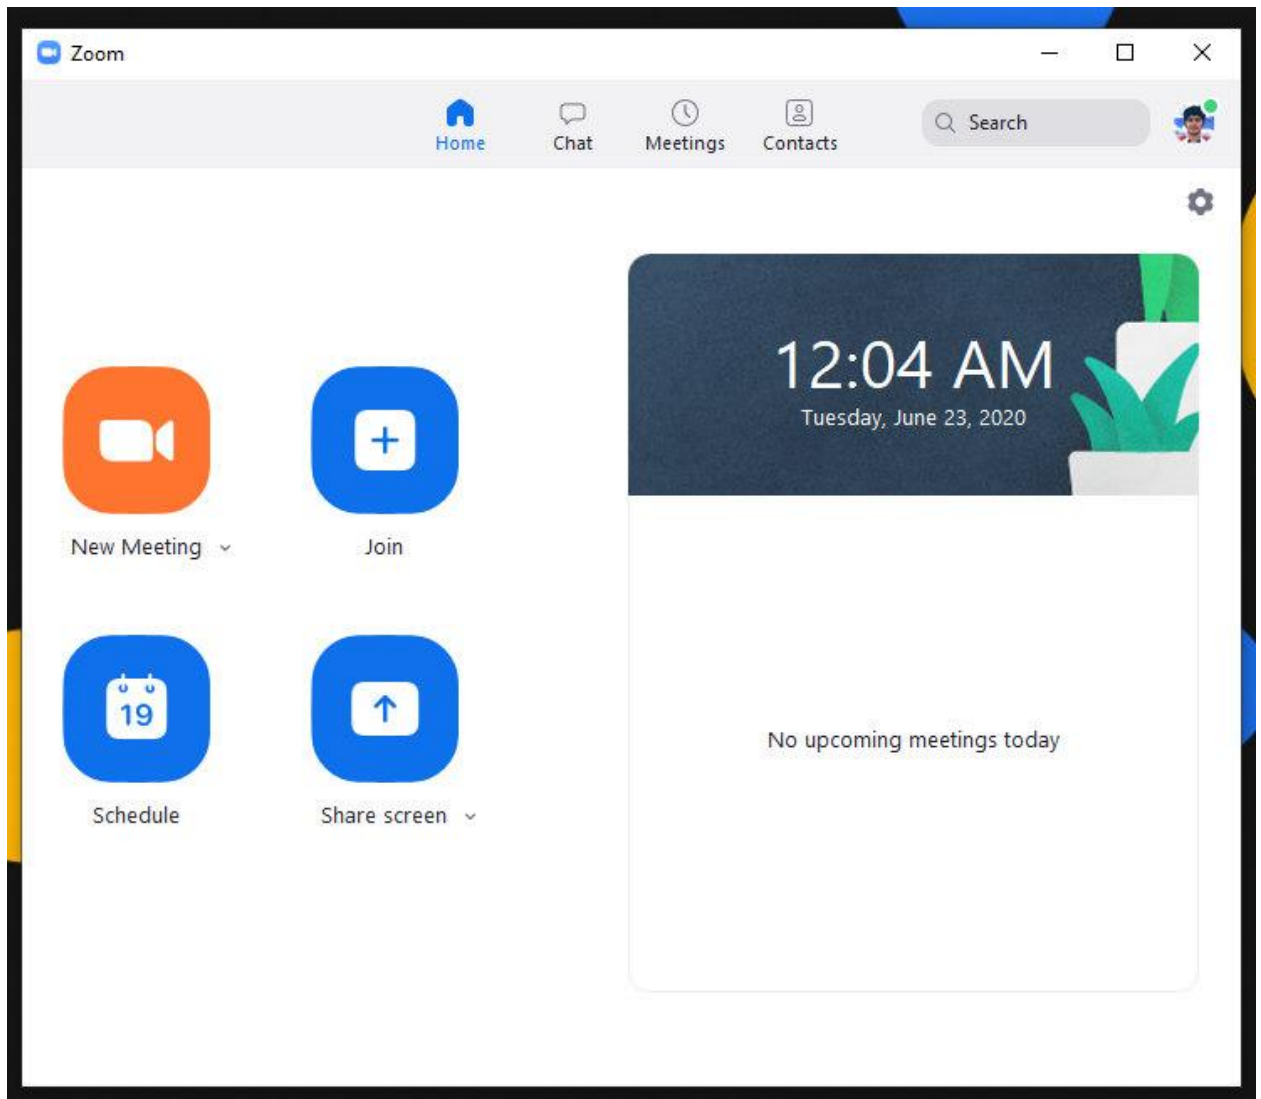 Zoom
Home
Chat
Meetings
Contacts
Search
12:04 AM
Tuesday, June 23, 2020
New Meeting
Join
19
Schedule
Share screen
No upcoming meetings today